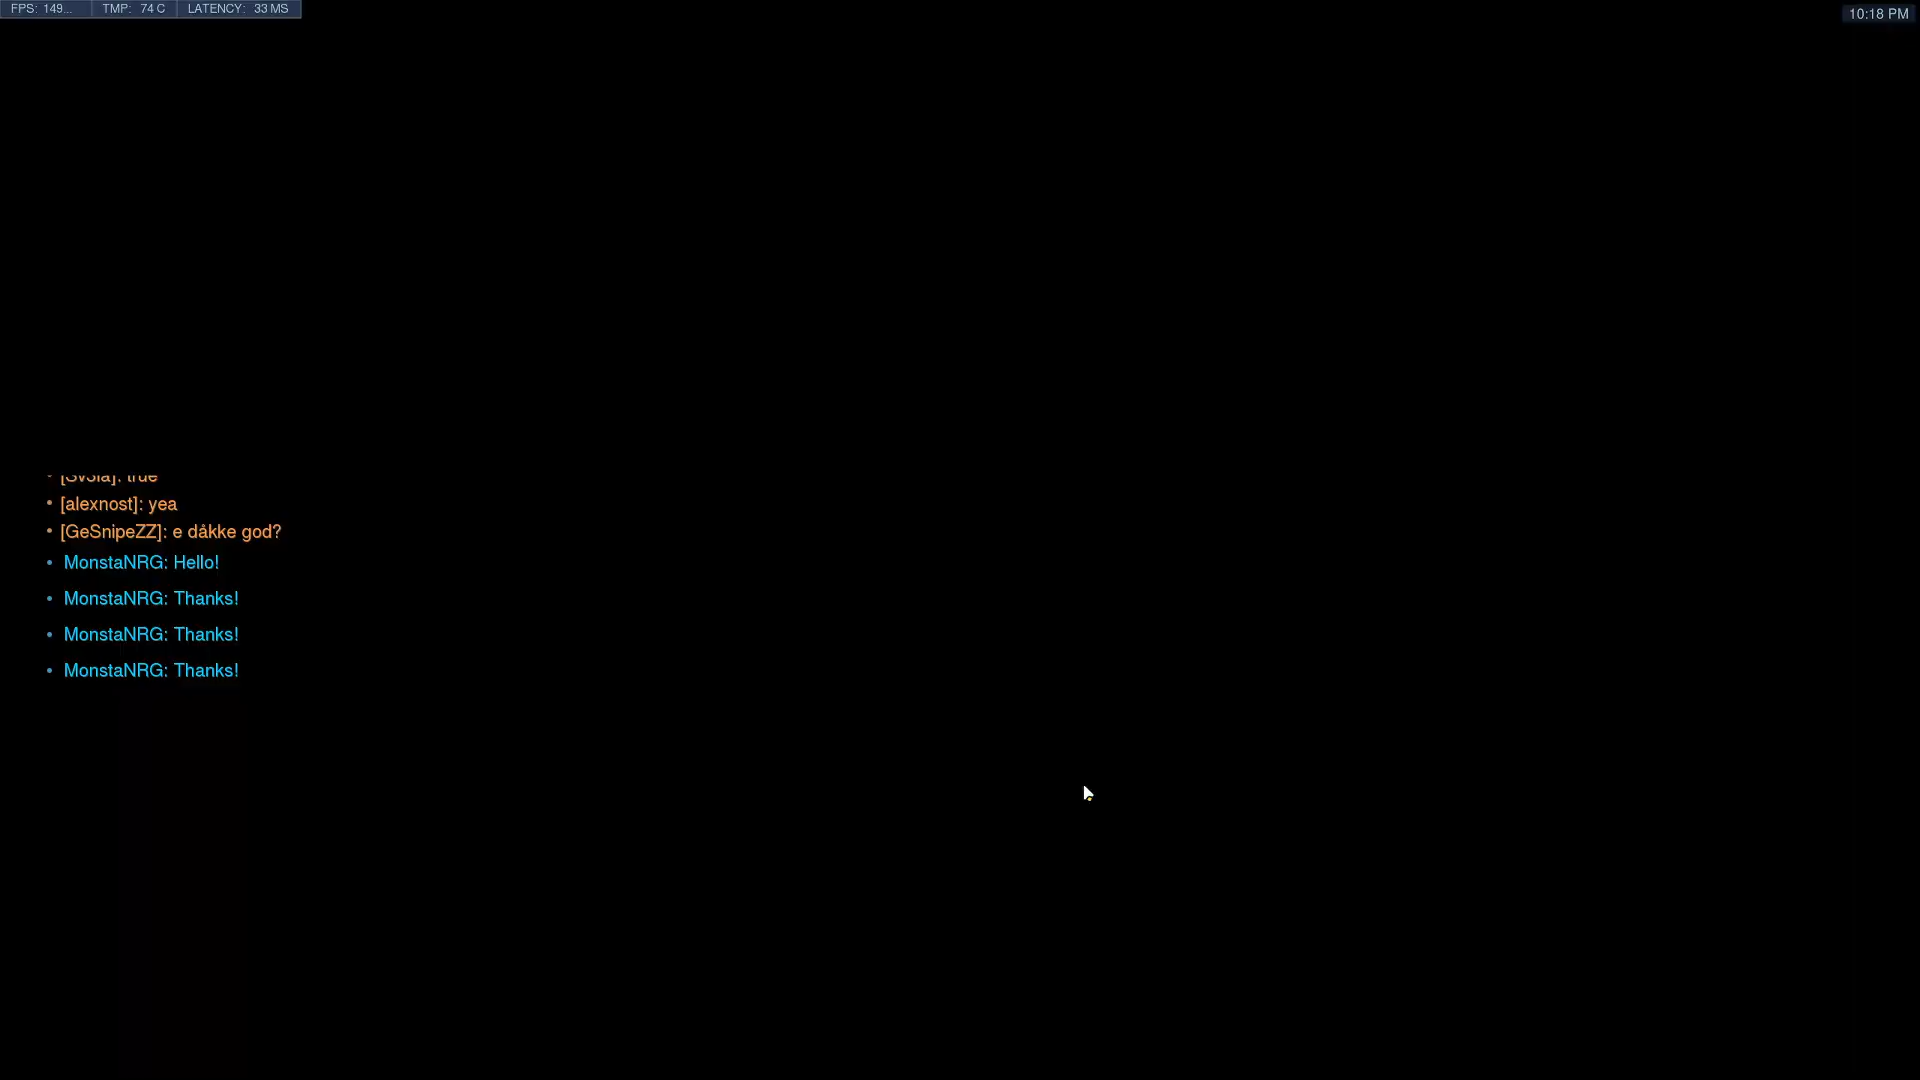 FPS: 149... TMP: 74 C LATENCY: 33 MS
10:18 PM
true
• [alexnost]: yea
• [GeSnipeZZ]: e dåkke god?
• MonstaNRG: Hello!
• MonstaNRG: Thanks!
• MonstaNRG: Thanks!
• MonstaNRG: Thanks!